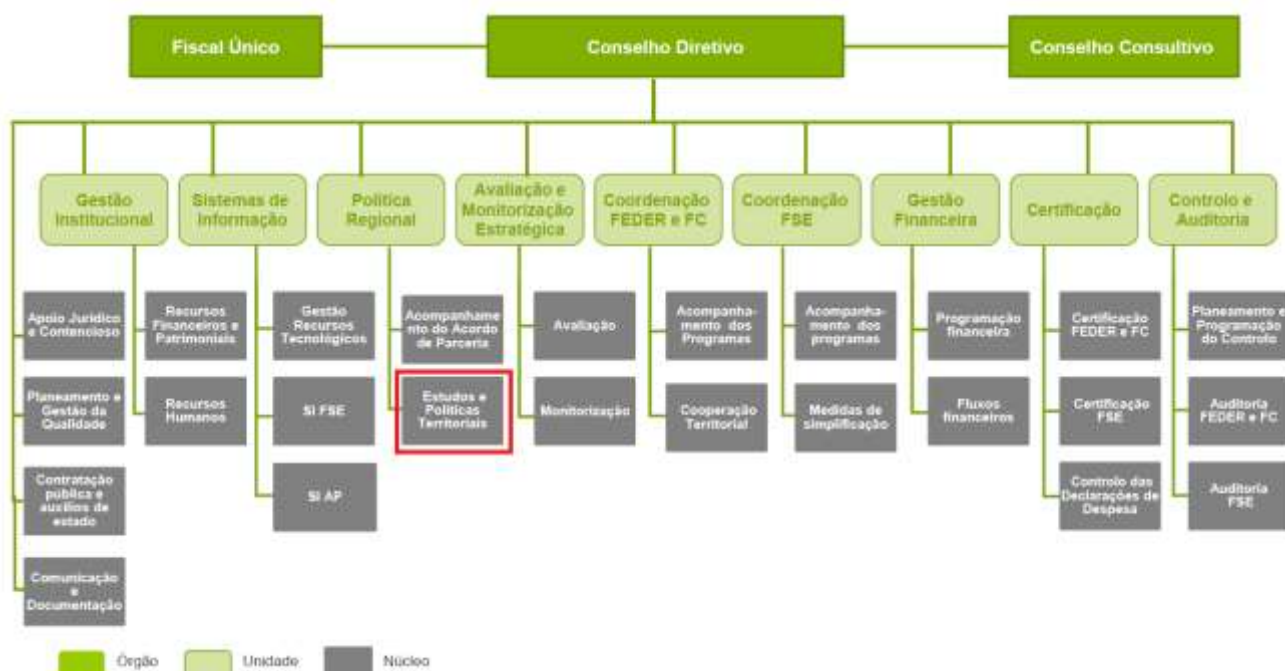 Fiscal Único
Conselho Diretivo
Conselho Consultivo
Gestão
Institucional
Sistemas de
Informação
Política
Regional
Avaliação e
Monitorização
Estratégica
Coordenação
FEDER e FC
Coordenação
FSE
Gestão
Financeira
Certificação
Controlo e
Auditoria
Apoio Jurídico
e Contencioso
Recursos
Financeiros e
Patrimoniais
Gestão
Recursos
Tecnológicos
Acompanhame
nto do Acordo
de Parceria
Avaliação
Acompanha-
mento dos
Programas
Acompanha-
mento dos
programas
Programação
financeira
Certificação
FEDER e FC
Planeamento e
Programação
do Controlo
Planeamento e
Gestão da
Qualidade
Recursos
Humanos
SI FSE
Estudos e
Políticas
Territoriais
Monitorização
Cooperação
Territorial
Medidas de
simplificação
Fluxos
financeiros
Certificação
FSE
Auditoria
FEDER e FC
Contratação
pública e
auxílios de
estado
SI AP
Controlo das
Declarações de
Despesa
Auditoria
FSE
Comunicação
e
Documentação
Órgão
Unidade
Núcleo